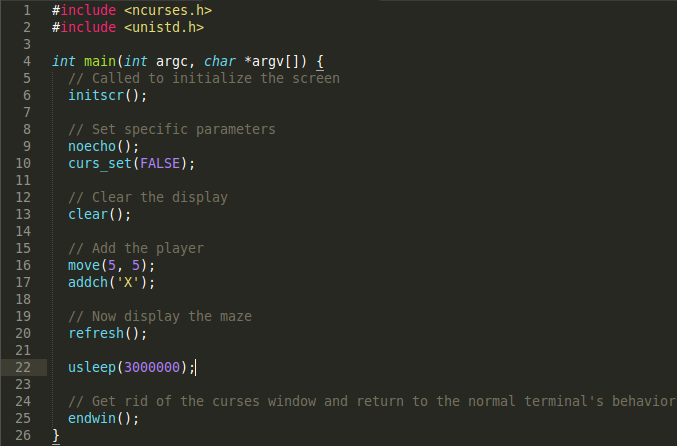 1 #include <ncurses.h>
2 #include <unistd.h>
3
4 int main(int argc, char *argv[]) {
5   // Called to initialize the screen
6   initscr();
7
8   // Set specific parameters
9   noecho();
10   curs_set(FALSE);
11
12   // Clear the display
13   clear();
14
15   // Add the player
16   move(5, 5);
17   addch('X');
18
19   // Now display the maze
20   refresh();
21
22   usleep(3000000);
23
24   // Get rid of the curses window and return to the normal terminal's behavior
25   endwin();
26 }